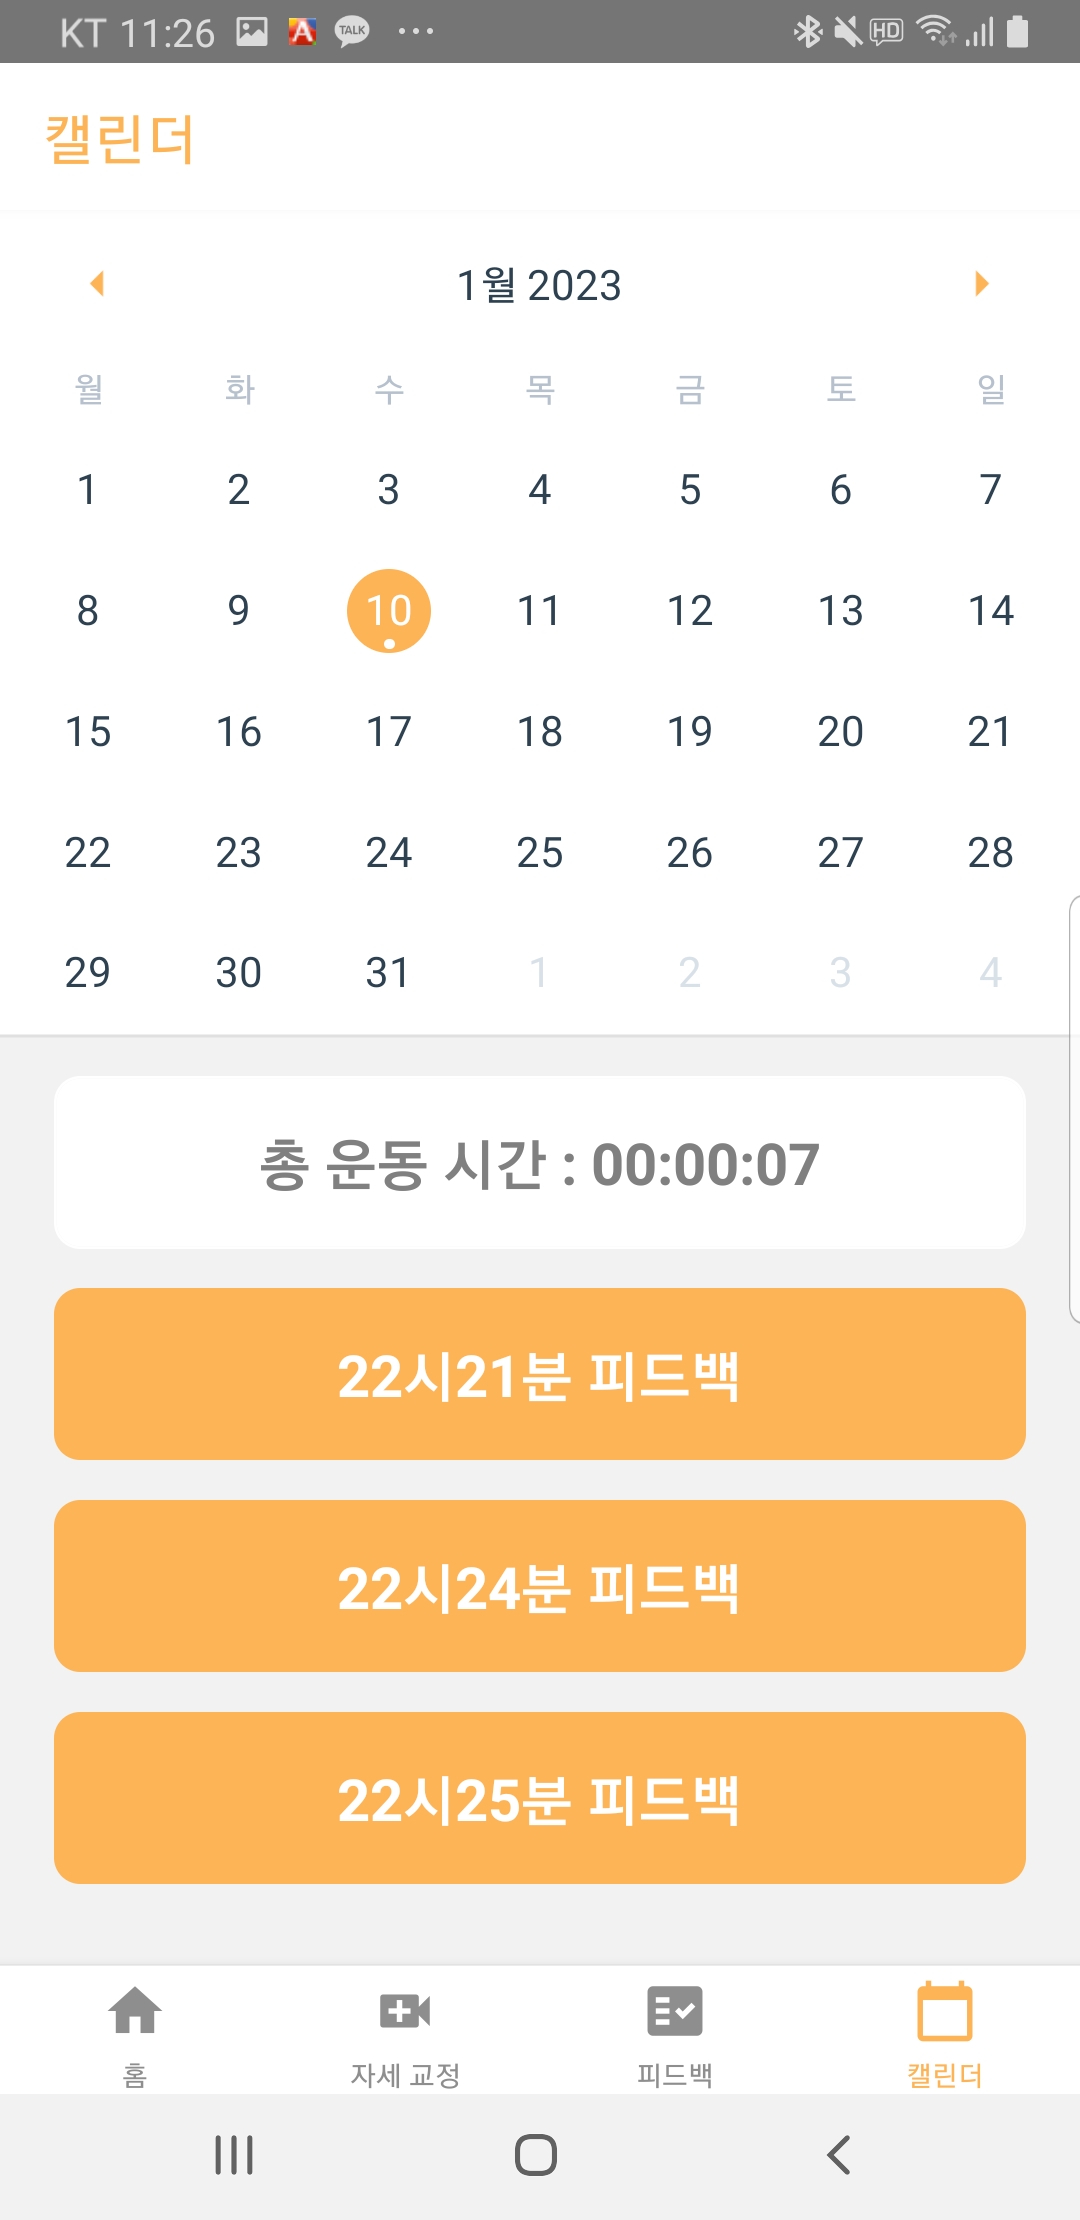 KT 11:26 A TALK HD
캘린더
1월 2023
월 화 수 목 금 토 일
1 2 3 4 5 6 7
8 9 10 11 12 13 14
15 16 17 18 19 20 21
22 23 24 25 26 27 28
29 30 31 1 2 3 4
총 운동 시간 : 00:00:07
22시21분 피드백
22시24분 피드백
22시25분 피드백
홈 자세 교정 피드백 캘린더